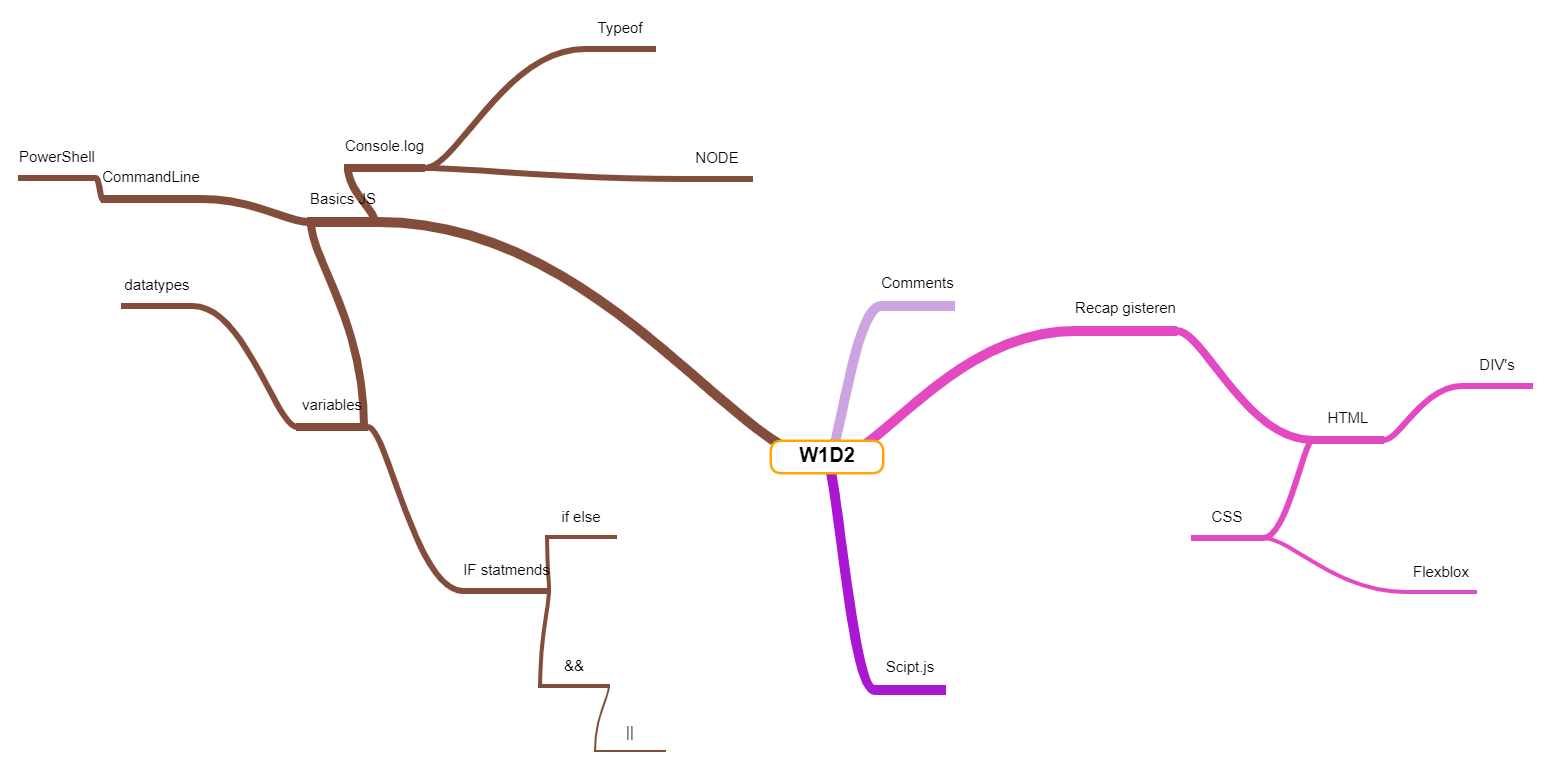 Typeof
Console.log
NODE
PowerShell
CommandLine
Basics JS
datatypes
variables
IF statmends
if else
&&
||
W1D2
Comments
Recap gisteren
HTML
DIV's
CSS
Flexblox
Scipt.js